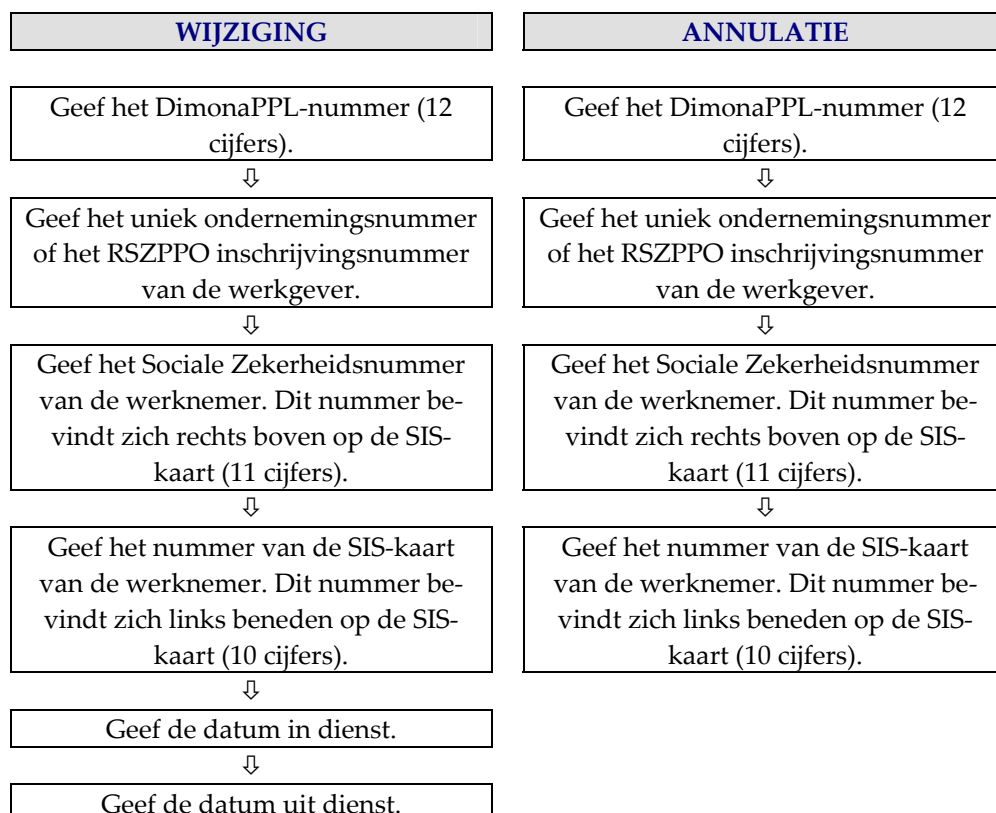 WIJZIGING
Geef het DimonaPPL-nummer (12
cijfers).
⇩
Geef het uniek ondernemingsnummer
of het RSZPPO inschrijvingsnummer
van de werkgever.
⇩
Geef het Sociale Zekerheidsnummer
van de werknemer. Dit nummer be-
vindt zich rechts boven op de SIS-
kaart (11 cijfers).
⇩
Geef het nummer van de SIS-kaart
van de werknemer. Dit nummer be-
vindt zich links beneden op de SIS-
kaart (10 cijfers).
⇩
Geef de datum in dienst.
⇩
Geef de datum uit dienst.
ANNULATIE
Geef het DimonaPPL-nummer (12
cijfers).
⇩
Geef het uniek ondernemingsnummer
of het RSZPPO inschrijvingsnummer
van de werkgever.
⇩
Geef het Sociale Zekerheidsnummer
van de werknemer. Dit nummer be-
vindt zich rechts boven op de SIS-
kaart (11 cijfers).
⇩
Geef het nummer van de SIS-kaart
van de werknemer. Dit nummer be-
vindt zich links beneden op de SIS-
kaart (10 cijfers).